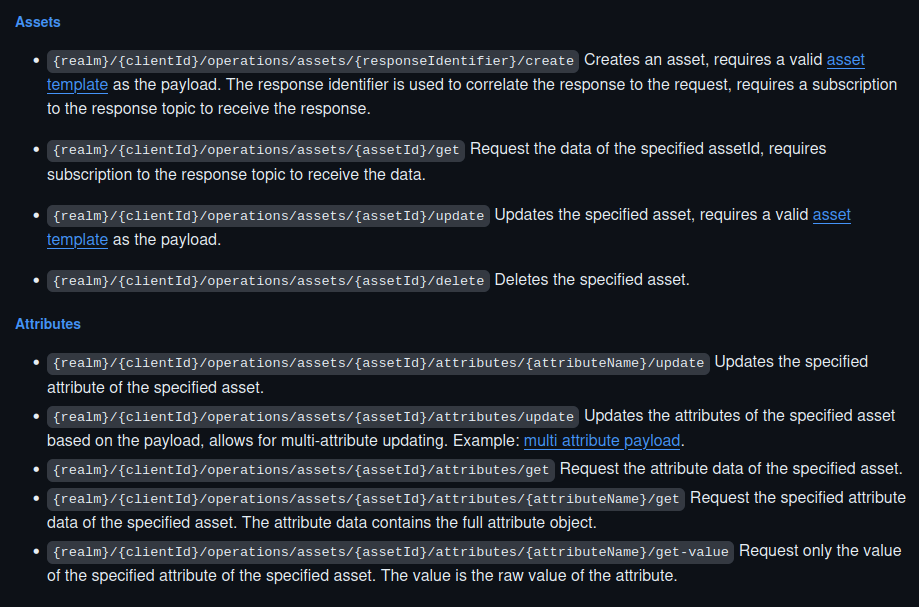 Assets
• {realm}/{clientId}/operations/assets/{responseIdentifier}/create Creates an asset, requires a valid asset
template as the payload. The response identifier is used to correlate the response to the request, requires a subscription
to the response topic to receive the response.
• {realm}/{clientId}/operations/assets/{assetId}/get Request the data of the specified assetId, requires
subscription to the response topic to receive the data.
• {realm}/{clientId}/operations/assets/{assetId}/update Updates the specified asset, requires a valid asset
template as the payload.
• {realm}/{clientId}/operations/assets/{assetId}/delete Deletes the specified asset.
Attributes
• {realm}/{clientId}/operations/assets/{assetId}/attributes/{attributeName}/update Updates the specified
attribute of the specified asset.
• {realm}/{clientId}/operations/assets/{assetId}/attributes/update Updates the attributes of the specified asset
based on the payload, allows for multi-attribute updating. Example: multi attribute payload.
• {realm}/{clientId}/operations/assets/{assetId}/attributes/get Request the attribute data of the specified asset.
• {realm}/{clientId}/operations/assets/{assetId}/attributes/{attributeName}/get Request the specified attribute
data of the specified asset. The attribute data contains the full attribute object.
• {realm}/{clientId}/operations/assets/{assetId}/attributes/{attributeName}/get-value Request only the value
of the specified attribute of the specified asset. The value is the raw value of the attribute.